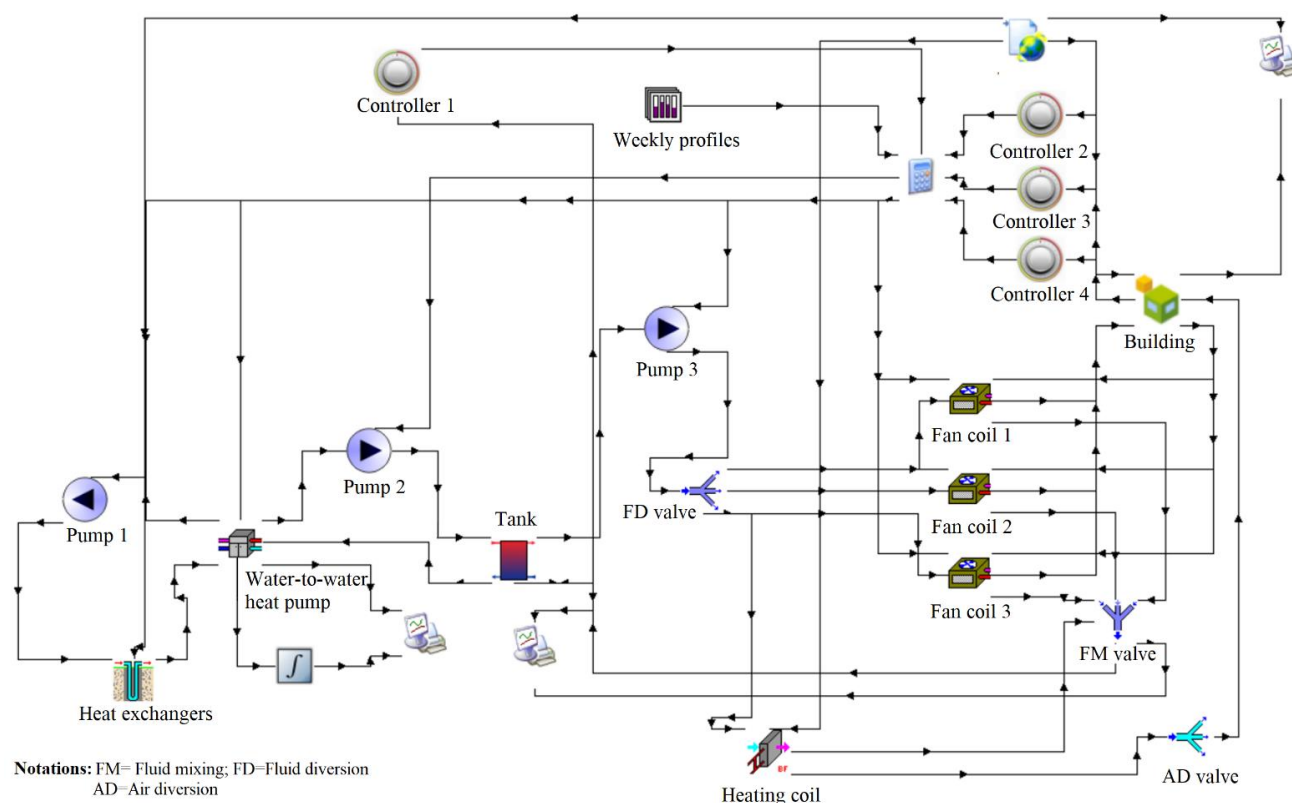 Controller 1
Weekly profiles
Controller 2
Controller 3
Controller 4
Building
Pump 3
Fan coil 1
Pump 2
FD valve
Fan coil 2
Tank
Pump 1
Water-to-water
heat pump
Fan coil 3
FM valve
Heat exchangers
AD valve
Heating coil
Notations: FM= Fluid mixing; FD=Fluid diversion
AD=Air diversion